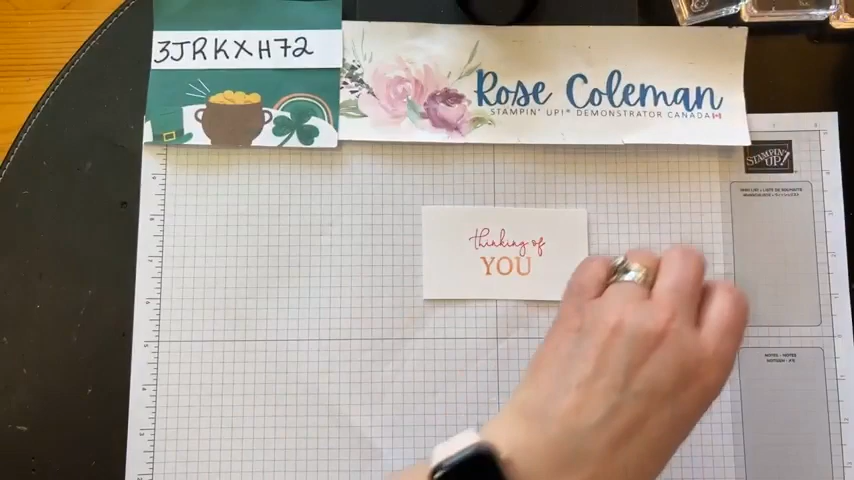 3JRKXH72
Rose Coleman
STAMPIN' UP!® DEMONSTRATOR CANADA
STAMPIN' UP!
thinking of
YOU